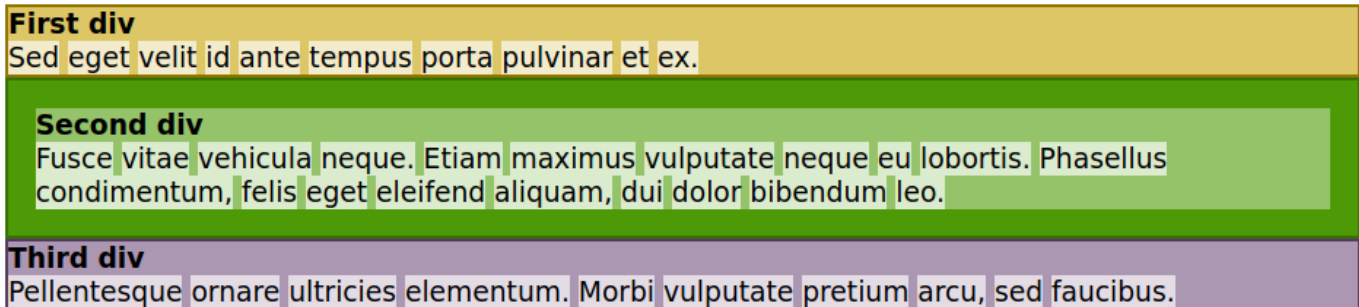 First div
Sed eget velit id ante tempus porta pulvinar et ex.
Second div
Fusce vitae vehicula neque. Etiam maximus vulputate neque eu lobortis. Phasellus
condimentum, felis eget eleifend aliquam, dui dolor bibendum leo.
Third div
Pellentesque ornare ultricies elementum. Morbi vulputate pretium arcu, sed faucibus.